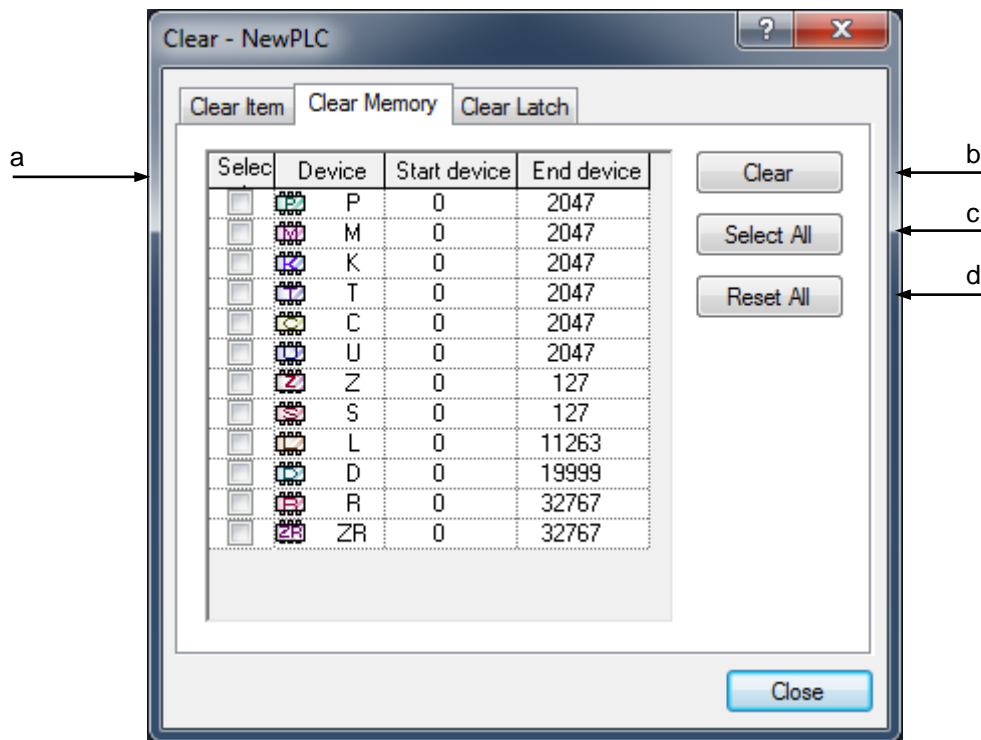 Clear - NewPLC
?
Clear Item Clear Memory Clear Latch
a
Selec Device Start device End device
b
Clear
P P 0 2047
c
M M 0 2047
Select All
K K 0 2047
d
T T 0 2047
Reset All
C C 0 2047
U U 0 2047
Z Z 0 127
S S 0 127
L L 0 11263
D D 0 19999
R R 0 32767
ZR ZR 0 32767
Close